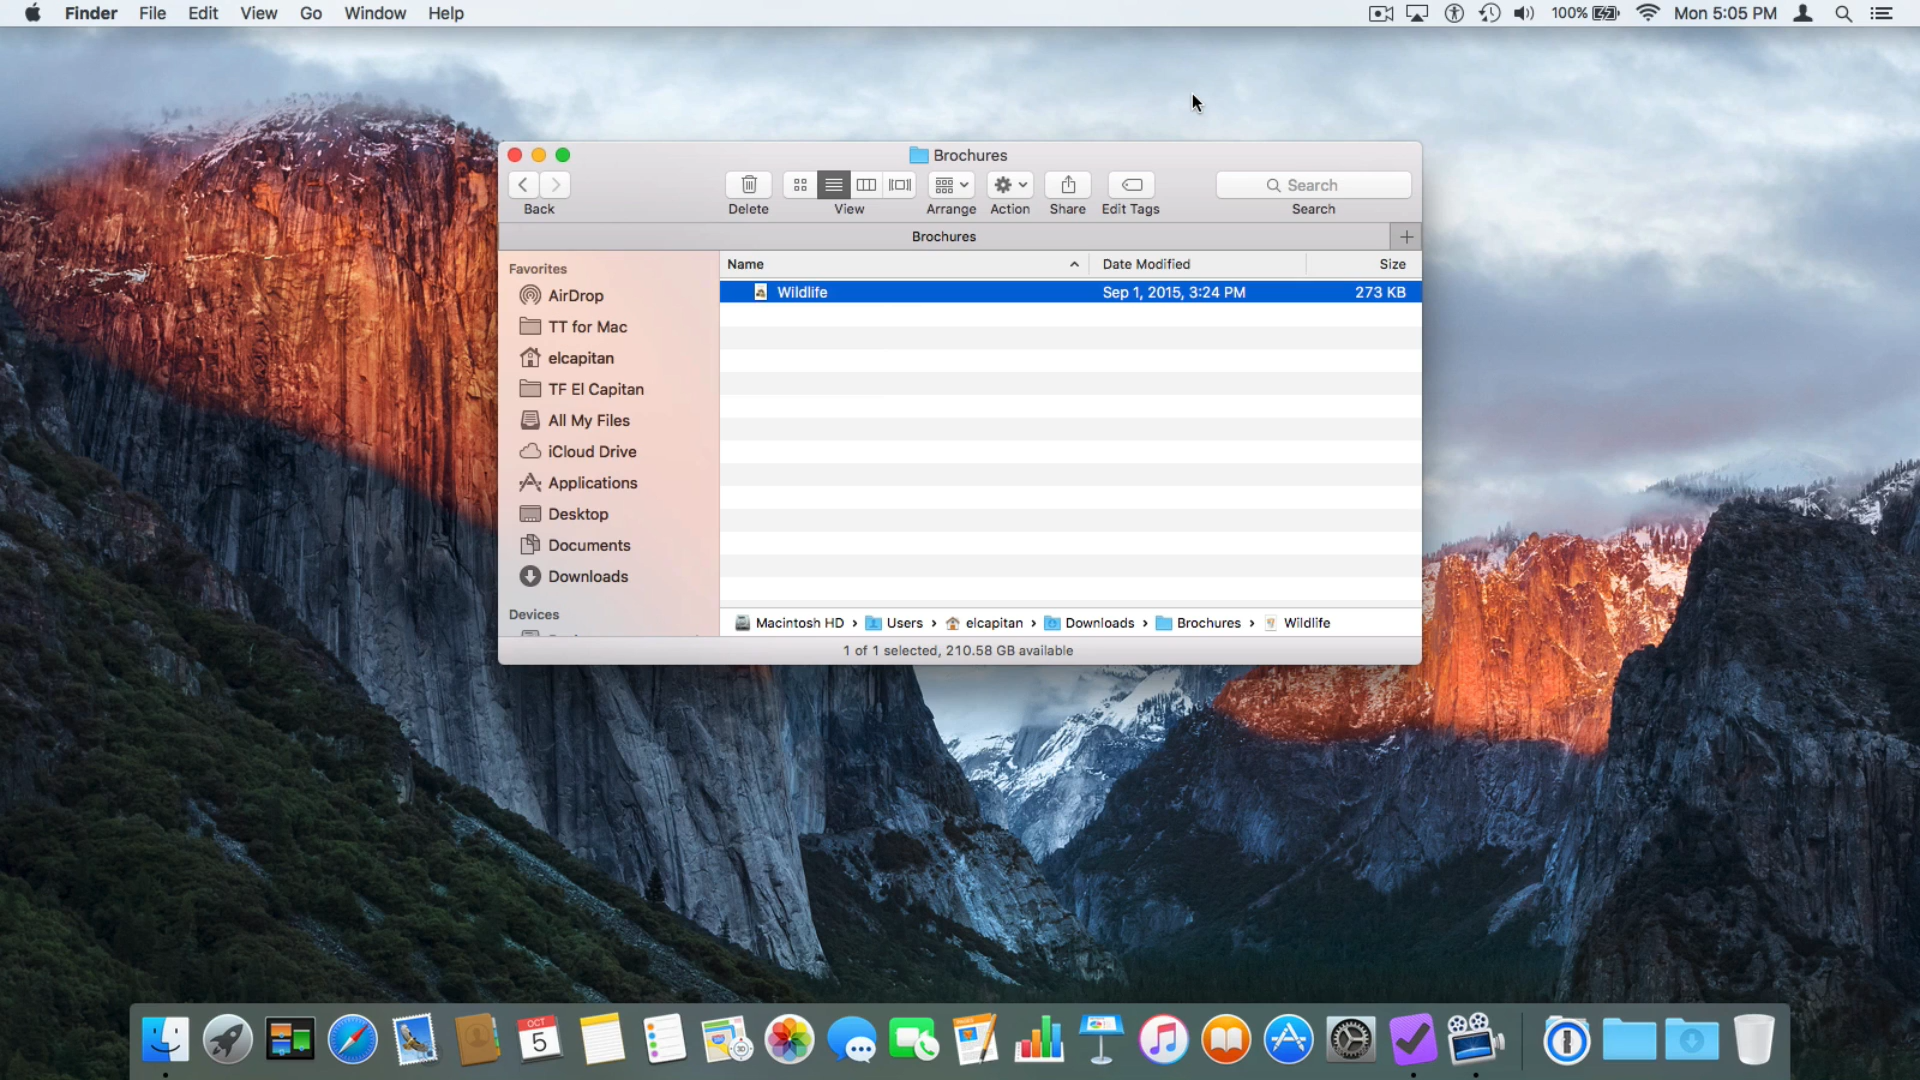 Finder File Edit View Go Window Help 100% Mon 5:05 PM
Brochures
Search
Back Delete View Arrange Action Share Edit Tags Search
Brochures
Favorites
AirDrop
TT for Mac
elcapitan
TF El Capitan
All My Files
iCloud Drive
Applications
Desktop
Documents
Downloads
Devices
Name Date Modified Size
Wildlife Sep 1, 2015, 3:24 PM 273 KB
Macintosh HD › Users › elcapitan › Downloads › Brochures › Wildlife
1 of 1 selected, 210.58 GB available
OCT
5
PAGES
3D